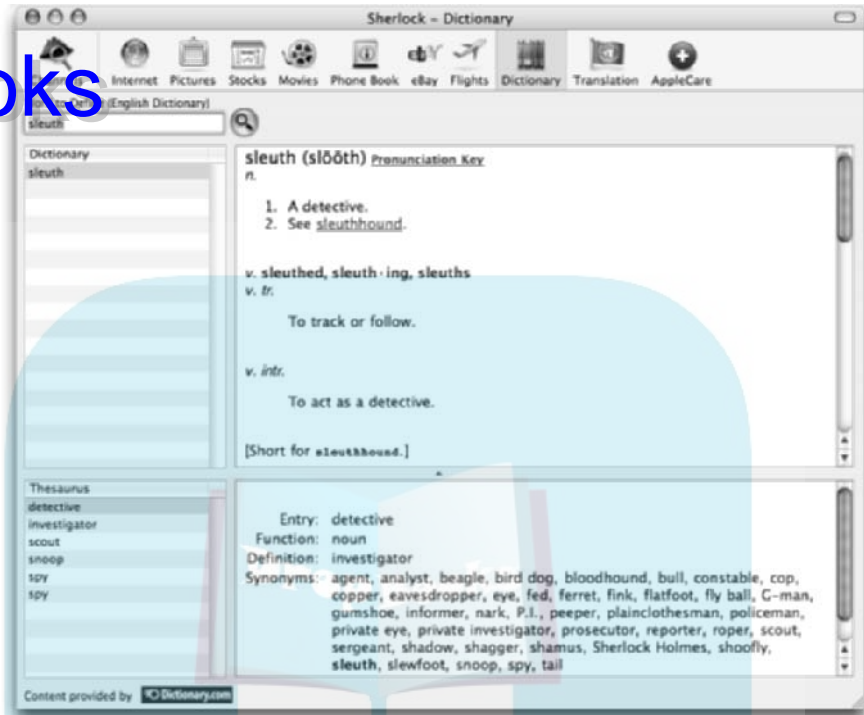 Sherlock – Dictionary
oks
Internet Pictures Stocks Movies Phone Book eBay Flights Dictionary Translation AppleCare
(English Dictionary)
sleuth
Dictionary
sleuth
sleuth (slōōth) Pronunciation Key
n.
1. A detective.
2. See sleuthhound.
v. sleuthed, sleuth·ing, sleuths
v. tr.
To track or follow.
v. intr.
To act as a detective.
[Short for sleuthhound.]
Thesaurus
detective
investigator
scout
snoop
spy
spy
Entry: detective
Function: noun
Definition: investigator
Synonyms: agent, analyst, beagle, bird dog, bloodhound, bull, constable, cop,
copper, eavesdropper, eye, fed, ferret, fink, flatfoot, fly ball, G-man,
gumshoe, informer, nark, P.I., peeper, plainclothesman, policeman,
private eye, private investigator, prosecutor, reporter, roper, scout,
sergeant, shadow, shagger, shamus, Sherlock Holmes, shoofly,
sleuth, slewfoot, snoop, spy, tail
Content provided by Dictionary.com